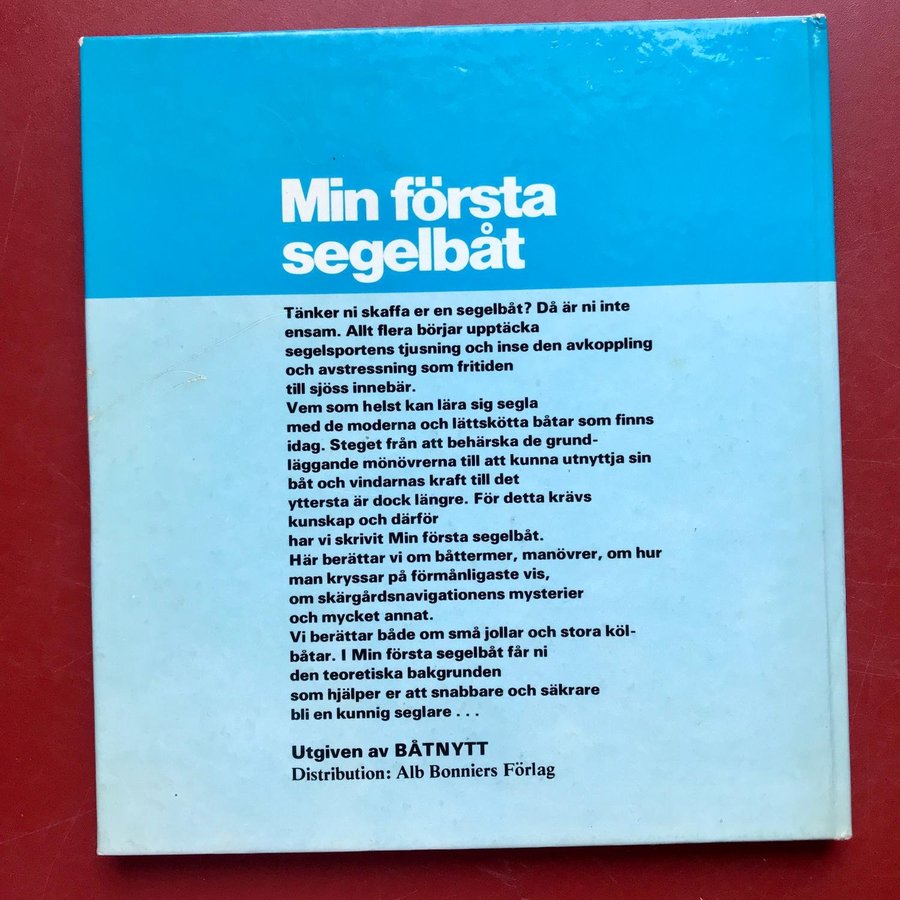 Min första
segelbåt
Tänker ni skaffa er en segelbåt? Då är ni inte
ensam. Allt flera börjar upptäcka
segelsportens tjusning och inse den avkoppling
och avstressning som fritiden
till sjöss innebär.
Vem som helst kan lära sig segla
med de moderna och lättskötta båtar som finns
idag. Steget från att behärska de grund-
läggande mönövrerna till att kunna utnyttja sin
båt och vindarnas kraft till det
yttersta är dock längre. För detta krävs
kunskap och därför
har vi skrivit Min första segelbåt.
Här berättar vi om båttermer, manövrer, om hur
man kryssar på förmånligaste vis,
om skärgårdsnavigationens mysterier
och mycket annat.
Vi berättar både om små jollar och stora köl-
båtar. I Min första segelbåt får ni
den teoretiska bakgrunden
som hjälper er att snabbare och säkrare
bli en kunnig seglare . . .
Utgiven av BÅTNYTT
Distribution: Alb Bonniers Förlag